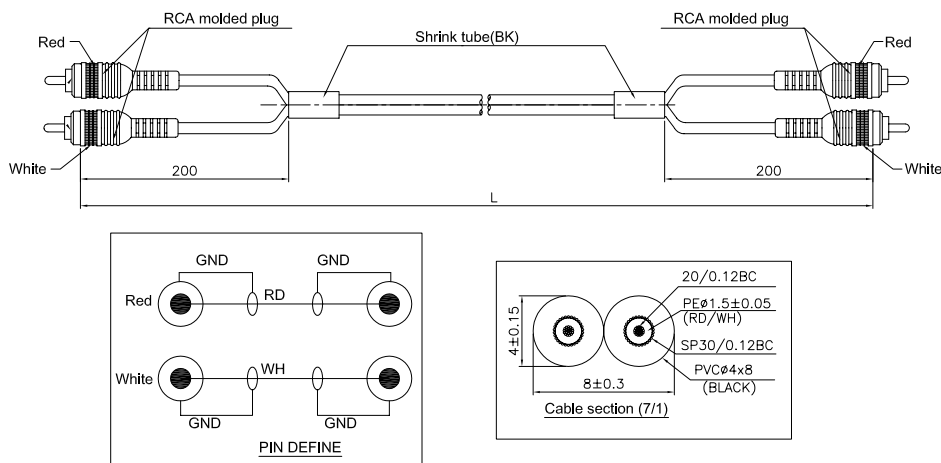 RCA molded plug
RCA molded plug
Red
Shrink tube(BK)
Red
White
White
200
200
L
GND
GND
Red
RD
White
WH
GND
GND
PIN DEFINE
20/0.12BC
PEø1.5±0.05
(RD/WH)
SP30/0.12BC
PVCø4x8
(BLACK)
4±0.15
8±0.3
Cable section (7/1)